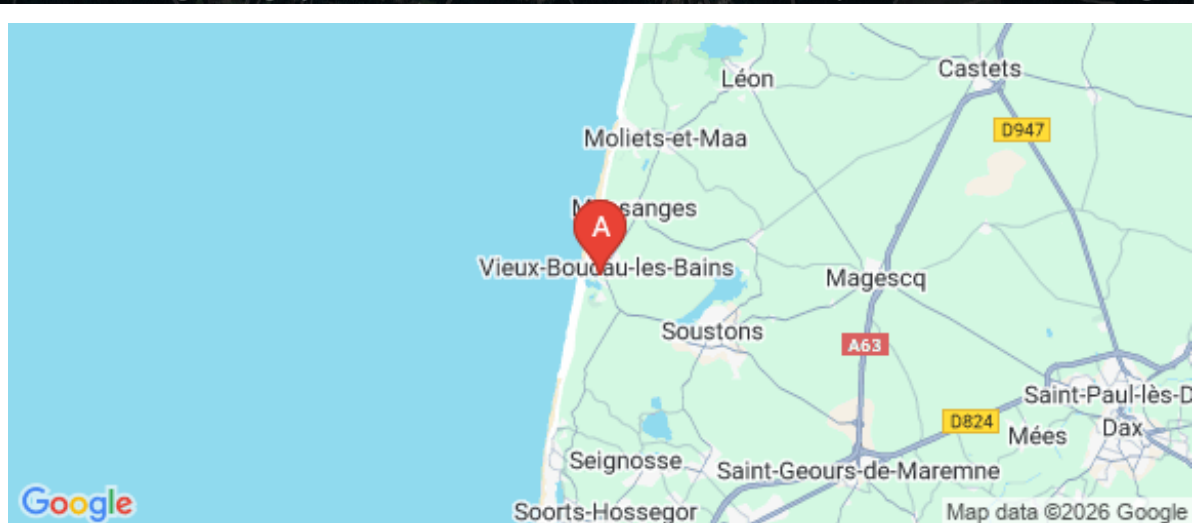 Léon
Castets
D947
Moliets-et-Maa
sanges
A
Vieux-Boucau-les-Bains
Magescq
Soustons
A63
Saint-Paul-lès-D
D824
Mées
Dax
Seignosse
Saint-Geours-de-Maremne
Soorts-Hossegor
Google
Map data ©2026 Google